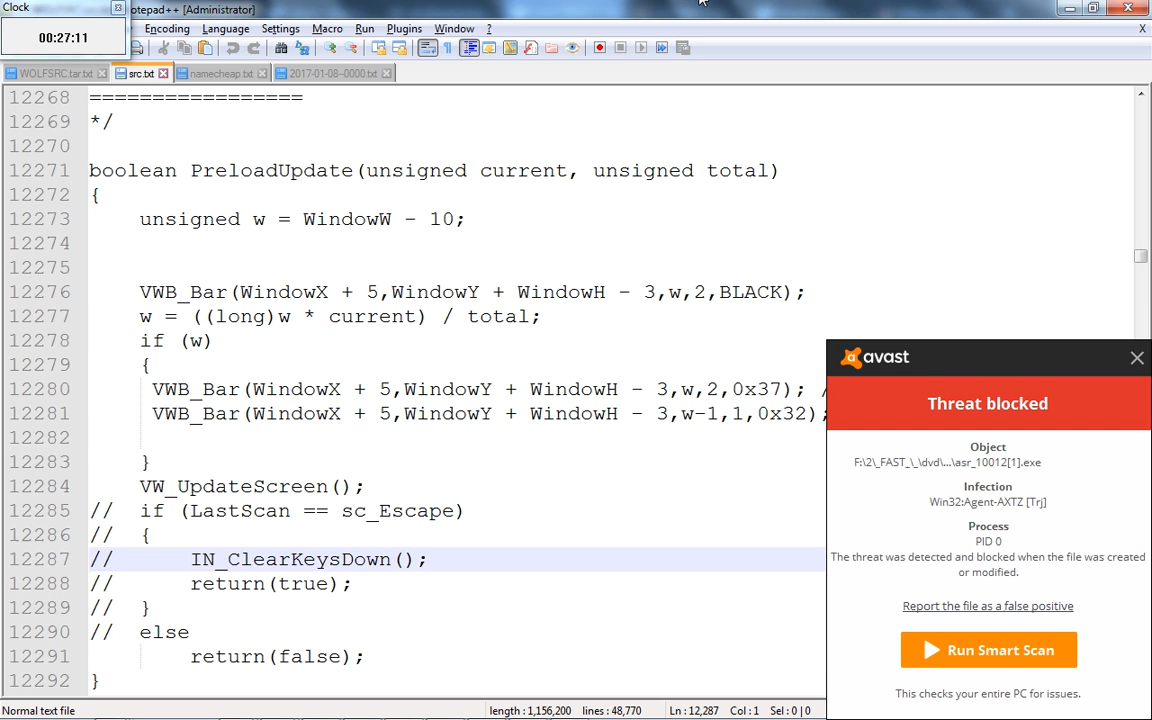 Clock
otepad++ [Administrator]
00:27:11
Encoding Language Settings Macro Run Plugins Window X
WOLFSRC.tar.txt src.txt namecheap.txt 2017-01-08--0000.txt
12268 =================
12269 */
12270
12271 boolean PreloadUpdate(unsigned current, unsigned total)
12272 {
12273 unsigned w = WindowW - 10;
12274
12275
12276 VWB_Bar(WindowX + 5,WindowY + WindowH - 3,w,2,BLACK);
12277 w = ((long)w * current) / total;
12278 if (w)
12279 {
12280 VWB_Bar(WindowX + 5,WindowY + WindowH - 3,w,2,0x37); /
12281 VWB_Bar(WindowX + 5,WindowY + WindowH - 3,w-1,1,0x32);
12282
12283 }
12284 VW_UpdateScreen();
12285 // if (LastScan == sc_Escape)
12286 // {
12287 // IN_ClearKeysDown();
12288 // return(true);
12289 // }
12290 // else
12291 return(false);
12292 }
avast
Threat blocked
Object
F:\2\_FAST_\_\dvd\...\asr_10012[1].exe
Infection
Win32:Agent-AXTZ [Trj]
Process
PID 0
The threat was detected and blocked when the file was created
or modified.
Report the file as a false positive
Run Smart Scan
This checks your entire PC for issues.
Normal text file length : 1,156,200 lines : 48,770 Ln : 12,287 Col : 1 Sel : 0 | 0